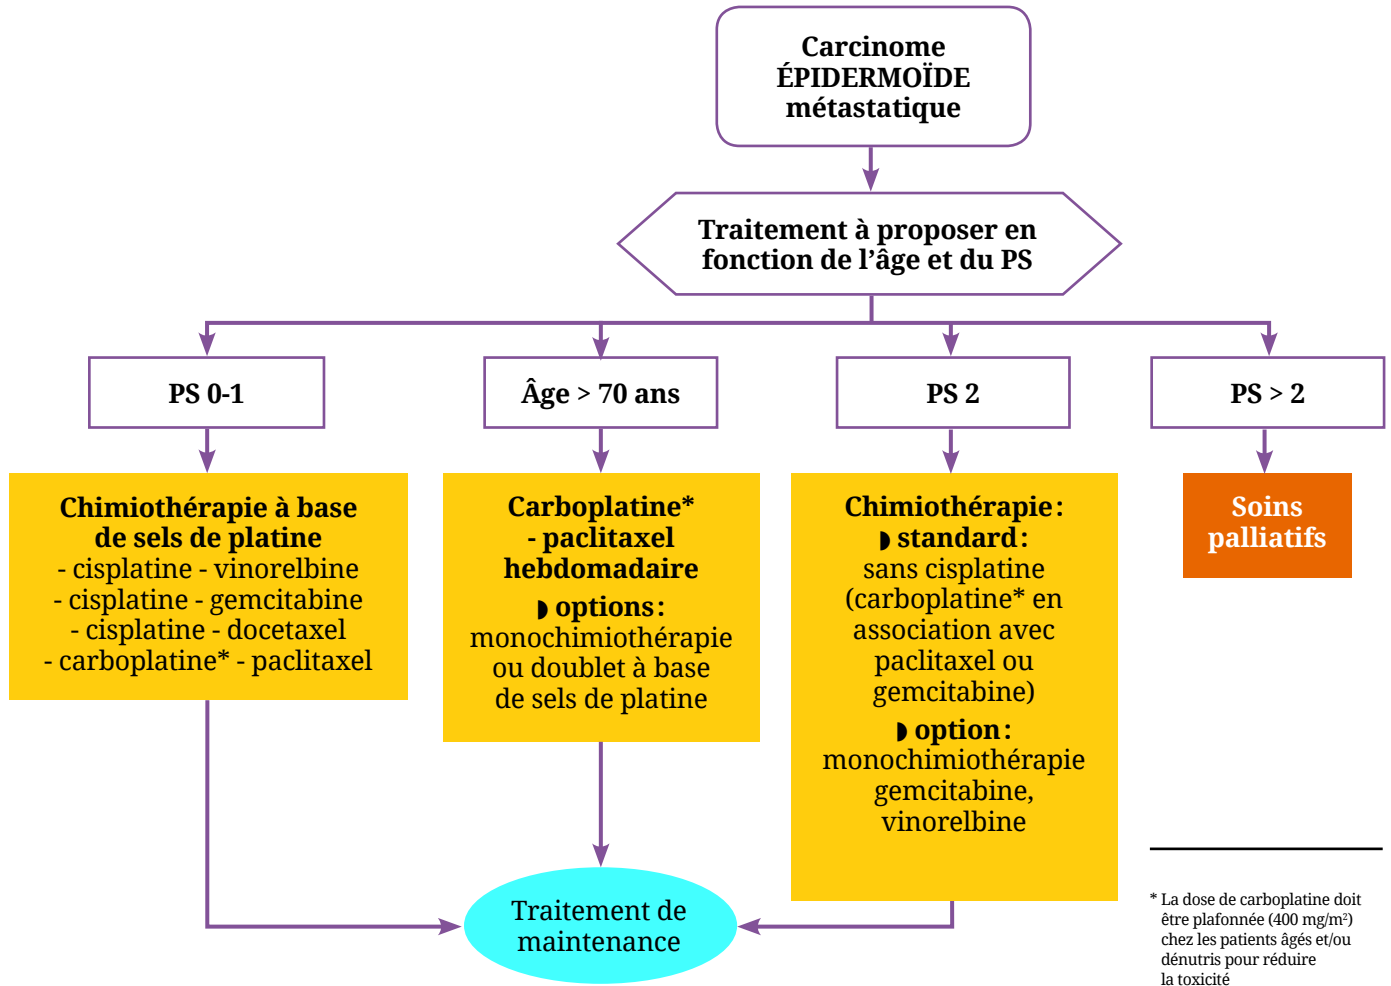 Carcinome
ÉPIDERMOÏDE
métastatique
Traitement à proposer en
fonction de l’âge et du PS
PS 0-1
Âge > 70 ans
PS 2
PS > 2
Chimiothérapie à base
de sels de platine
- cisplatine - vinorelbine
- cisplatine - gemcitabine
- cisplatine - docetaxel
- carboplatine* - paclitaxel
Carboplatine*
- paclitaxel
hebdomadaire
◗ options :
monochimiothérapie
ou doublet à base
de sels de platine
Chimiothérapie :
◗ standard :
sans cisplatine
(carboplatine* en
association avec
paclitaxel ou
gemcitabine)
◗ option :
monochimiothérapie
gemcitabine,
vinorelbine
Soins
palliatifs
Traitement de
maintenance
* La dose de carboplatine doit
être plafonnée (400 mg/m²)
chez les patients âgés et/ou
dénutris pour réduire
la toxicité